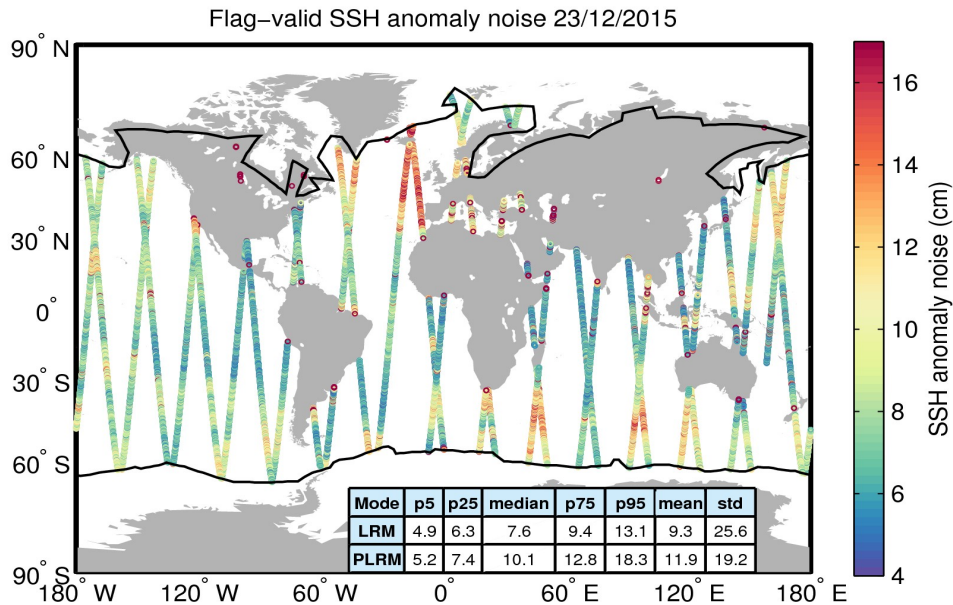 Flag−valid SSH anomaly noise 23/12/2015
90° N
60° N
30° N
0°
30° S
60° S
90° S
180° W
120° W
60° W
0°
60° E
120° E
180° E
Mode p5 p25 median p75 p95 mean std
LRM 4.9 6.3 7.6 9.4 13.1 9.3 25.6
PLRM 5.2 7.4 10.1 12.8 18.3 11.9 19.2
16
14
12
10
8
6
4
SSH anomaly noise (cm)